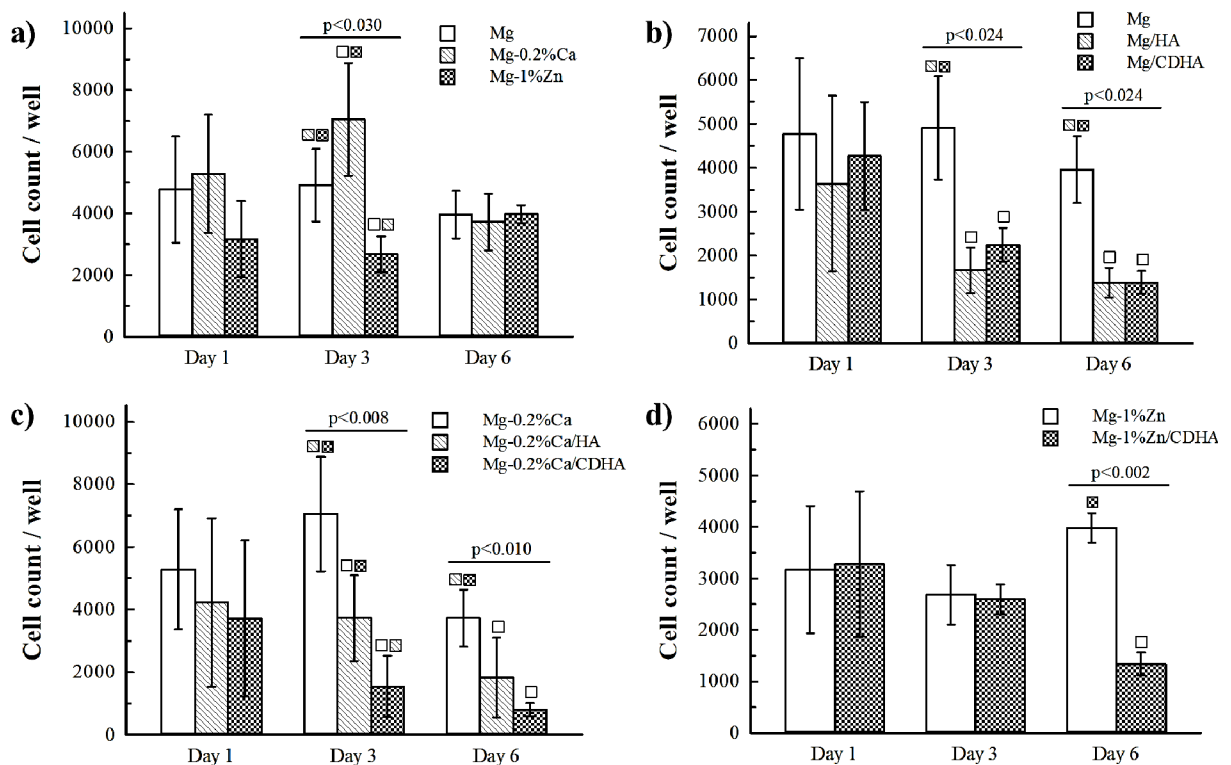 a)
p<0.030
Mg
Mg-0.2%Ca
Mg-1%Zn
Cell count / well
10000
8000
6000
4000
2000
0
Day 1
Day 3
Day 6
b)
p<0.024
Mg
Mg/HA
Mg/CDHA
p<0.024
Cell count / well
7000
6000
5000
4000
3000
2000
1000
0
Day 1
Day 3
Day 6
c)
p<0.008
Mg-0.2%Ca
Mg-0.2%Ca/HA
Mg-0.2%Ca/CDHA
p<0.010
Cell count / well
10000
8000
6000
4000
2000
0
Day 1
Day 3
Day 6
d)
Mg-1%Zn
Mg-1%Zn/CDHA
p<0.002
Cell count / well
6000
5000
4000
3000
2000
1000
0
Day 1
Day 3
Day 6